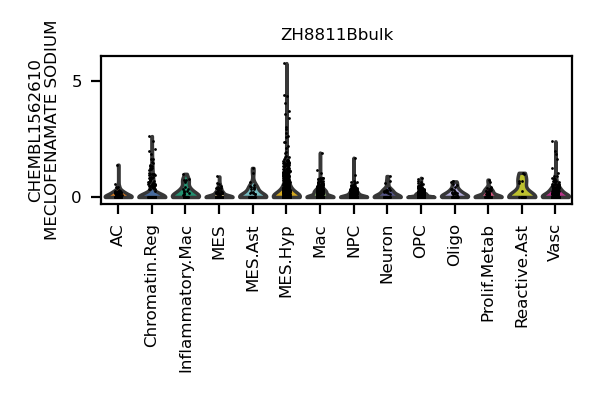 ZH8811Bbulk
CHEMBL1562610
MECLOFENAMATE SODIUM
5
0
AC
Chromatin.Reg
Inflammatory.Mac
MES
MES.Ast
MES.Hyp
Mac
NPC
Neuron
OPC
Oligo
Prolif.Metab
Reactive.Ast
Vasc